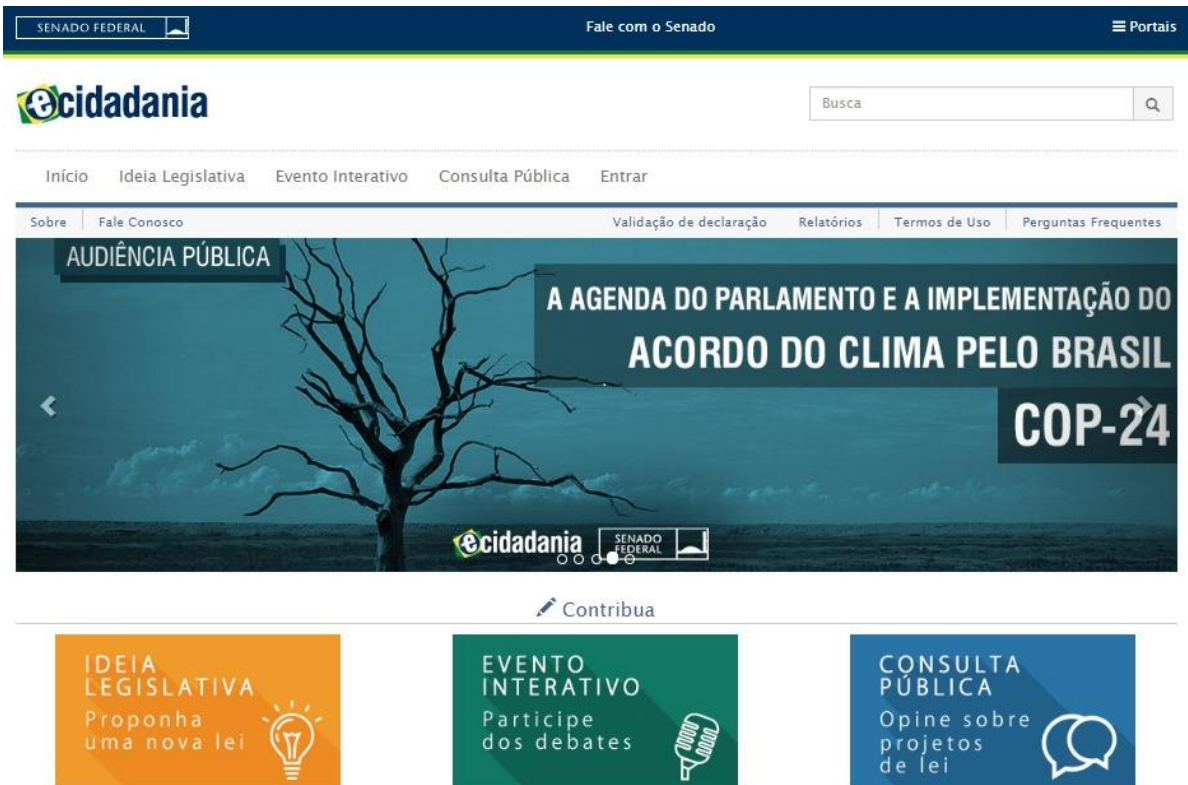 SENADO FEDERAL
Fale com o Senado
Portais
ecidadania
Busca
Início Ideia Legislativa Evento Interativo Consulta Pública Entrar
Sobre Fale Conosco Validação de declaração Relatórios Termos de Uso Perguntas Frequentes
AUDIÊNCIA PÚBLICA
A AGENDA DO PARLAMENTO E A IMPLEMENTAÇÃO DO
ACORDO DO CLIMA PELO BRASIL
COP-24
ecidadania
SENADO
FEDERAL
Contribua
IDEIA
LEGISLATIVA
Proponha
uma nova lei
EVENTO
INTERATIVO
Participe
dos debates
CONSULTA
PÚBLICA
Opine sobre
projetos
de lei